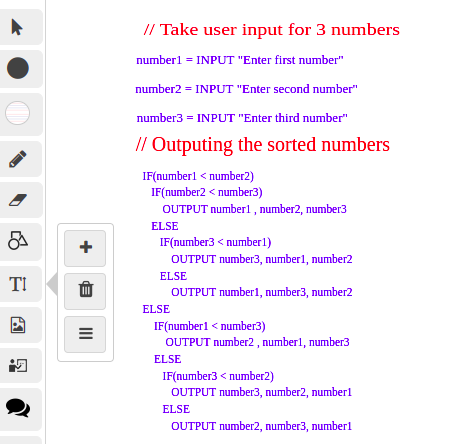 // Take user input for 3 numbers
number1 = INPUT "Enter first number"
number2 = INPUT "Enter second number"
number3 = INPUT "Enter third number"
// Outputing the sorted numbers
IF(number1 < number2)
IF(number2 < number3)
OUTPUT number1 , number2, number3
ELSE
IF(number3 < number1)
OUTPUT number3, number1, number2
ELSE
OUTPUT number1, number3, number2
ELSE
IF(number1 < number3)
OUTPUT number2 , number1, number3
ELSE
IF(number3 < number2)
OUTPUT number3, number2, number1
ELSE
OUTPUT number2, number3, number1